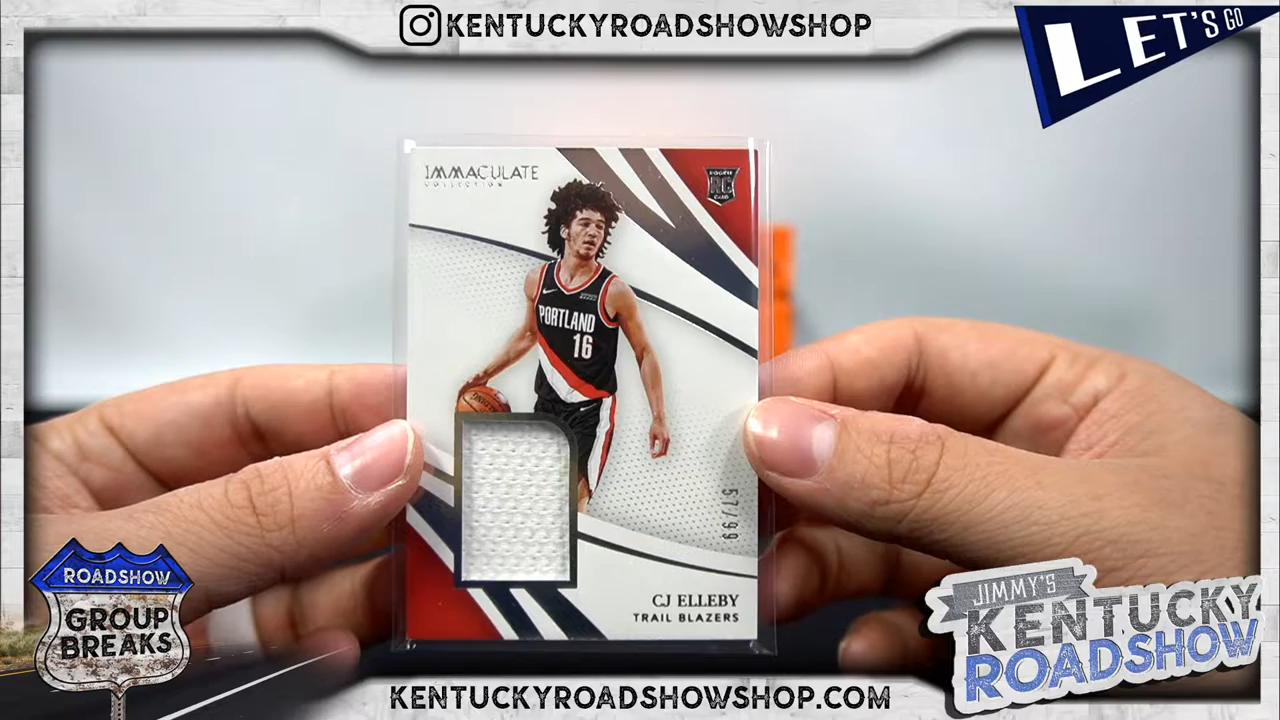 KENTUCKYROADSHOWSHOP
LET'S GO
IMMACULATE
COLLECTION
ROOKIE
RC
CARD
PORTLAND
16
57/99
CJ ELLEBY
TRAIL BLAZERS
ROADSHOW
GROUP
BREAKS
JIMMY'S
KENTUCKY
ROADSHOW
KENTUCKYROADSHOWSHOP.COM